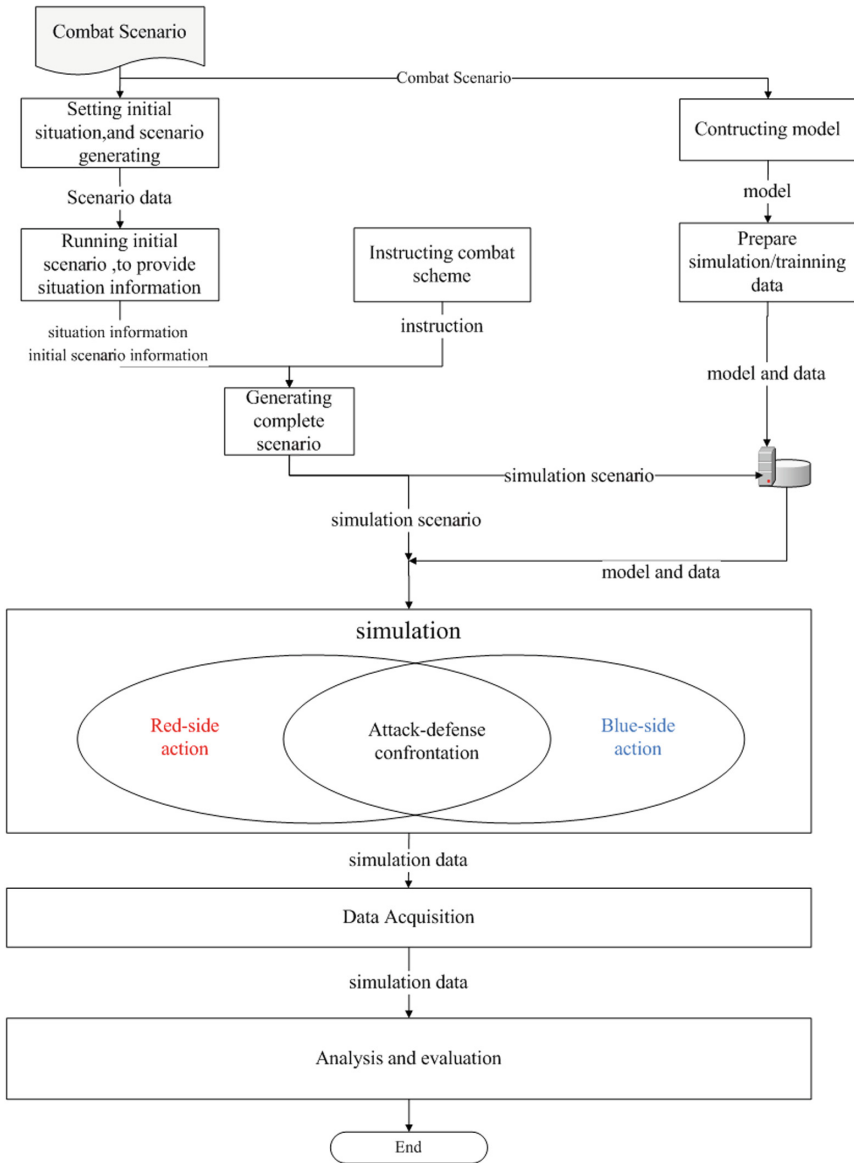 Combat Scenario
Combat Scenario
Setting initial
situation,and scenario
generating
Contructing model
Scenario data
model
Running initial
scenario ,to provide
situation information
Instructing combat
scheme
Prepare
simulation/trainning
data
situation information
initial scenario information
instruction
model and data
Generating
complete
scenario
simulation scenario
simulation scenario
model and data
simulation
Red-side
action
Attack-defense
confrontation
Blue-side
action
simulation data
Data Acquisition
simulation data
Analysis and evaluation
End